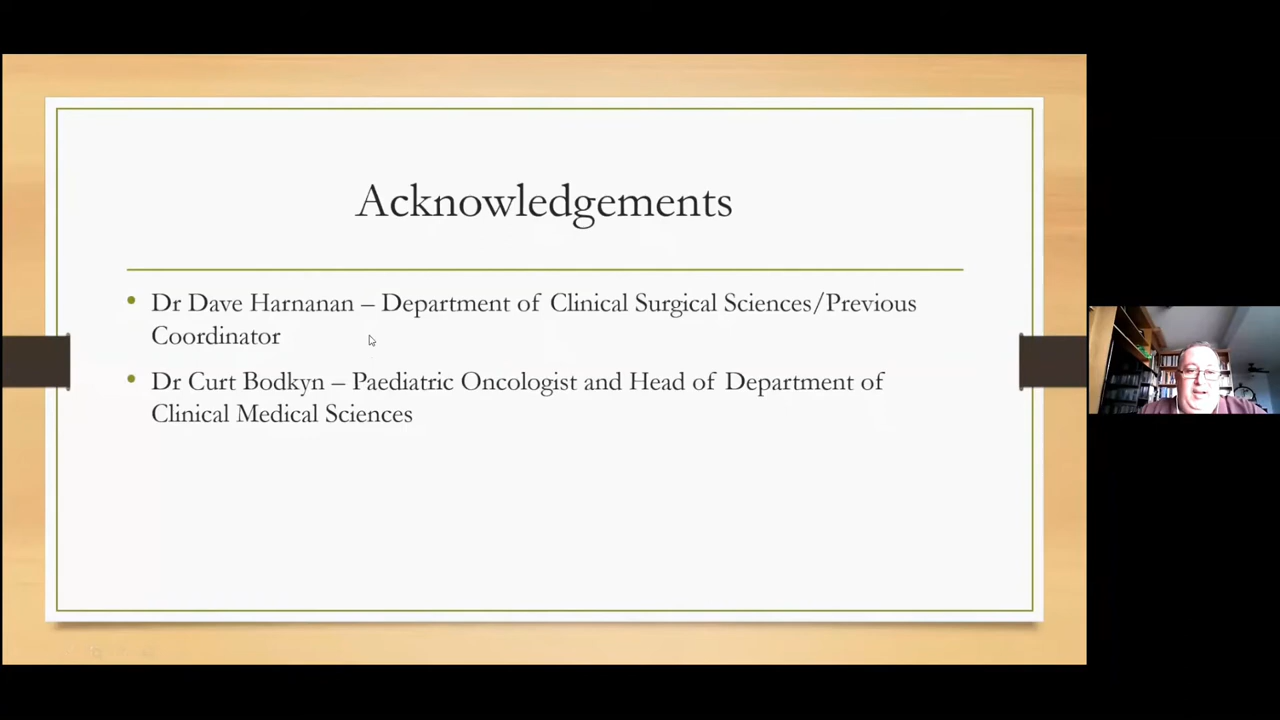 Acknowledgements
• Dr Dave Harnanan – Department of Clinical Surgical Sciences/Previous
Coordinator
• Dr Curt Bodkyn – Paediatric Oncologist and Head of Department of
Clinical Medical Sciences